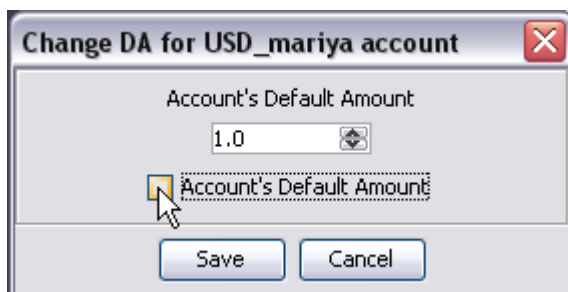 Change DA for USD_mariya account
Account's Default Amount
1.0
Account's Default Amount
Save Cancel